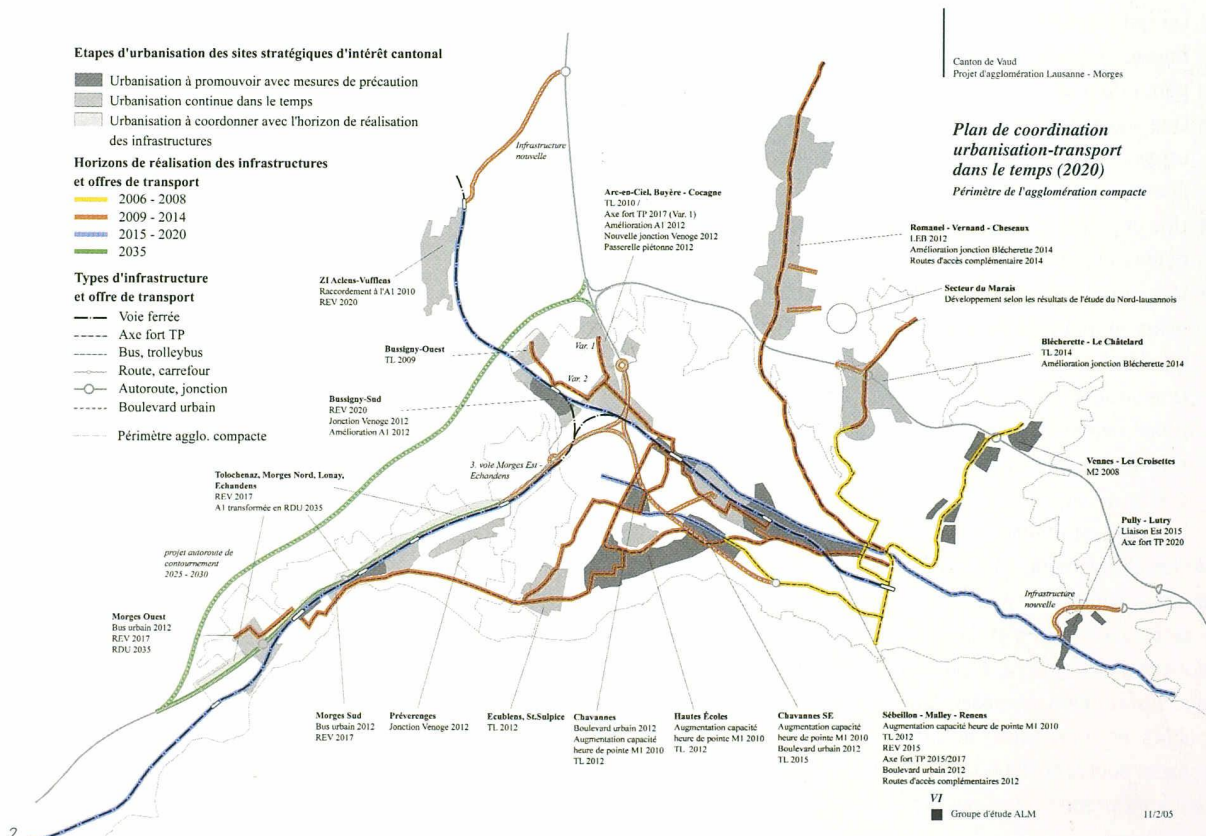 Etapes d'urbanisation des sites stratégiques d'intérêt cantonal
Urbanisation à promouvoir avec mesures de précaution
Urbanisation continue dans le temps
Urbanisation à coordonner avec l'horizon de réalisation
des infrastructures
Horizons de réalisation des infrastructures
et offres de transport
2006 - 2008
2009 - 2014
2015 - 2020
2035
Types d'infrastructure
et offre de transport
Voie ferrée
Axe fort TP
Bus, trolleybus
Route, carrefour
Autoroute, jonction
Boulevard urbain
Périmètre agglo. compacte
Canton de Vaud
Projet d'agglomération Lausanne - Morges
Plan de coordination
urbanisation-transport
dans le temps (2020)
Périmètre de l'agglomération compacte
Infrastructure
nouvelle
Arc-en-Ciel, Buyère - Cocagne
TL 2010 /
Axe fort TP 2017 (Var. 1)
Amélioration A1 2012
Nouvelle jonction Venoge 2012
Passerelle piétonne 2012
Romanel - Vernand - Cheseaux
LEB 2012
Amélioration jonction Blécherette 2014
Routes d'accès complémentaire 2014
ZI Aclens-Vufflens
Raccordement à l'A1 2010
REV 2020
Secteur du Marais
Développement selon les résultats de l'étude du Nord-lausannois
Blécherette - Le Châtelard
TL 2014
Amélioration jonction Blécherette 2014
Bussigny-Ouest
TL 2009
Var. 1
Var. 2
Bussigny-Sud
REV 2020
Jonction Venoge 2012
Amélioration A1 2012
3. voie Morges Est -
Echandens
Vennes - Les Croisettes
M2 2008
Tolochenaz, Morges Nord, Lonay,
Echandens
REV 2017
A1 transformée en RDU 2035
Pully - Lutry
Liaison Est 2015
Axe fort TP 2020
projet autoroute de
contournement
2025 - 2030
Infrastructure
nouvelle
Morges Ouest
Bus urbain 2012
REV 2017
RDU 2035
Morges Sud
Bus urbain 2012
REV 2017
Préverenges
Jonction Venoge 2012
Ecublens, St.Sulpice
TL 2012
Chavannes
Boulevard urbain 2012
Augmentation capacité
heure de pointe M1 2010
TL 2012
Hautes Écoles
Augmentation capacité
heure de pointe M1 2010
TL 2012
Chavannes SE
Augmentation capacité
heure de pointe M1 2010
Boulevard urbain 2012
TL 2015
Sébeillon - Malley - Renens
Augmentation capacité heure de pointe M1 2010
TL 2012
REV 2015
Axe fort TP 2015/2017
Boulevard urbain 2012
Routes d'accès complémentaires 2012
VI
Groupe d'étude ALM
11/2/05
2